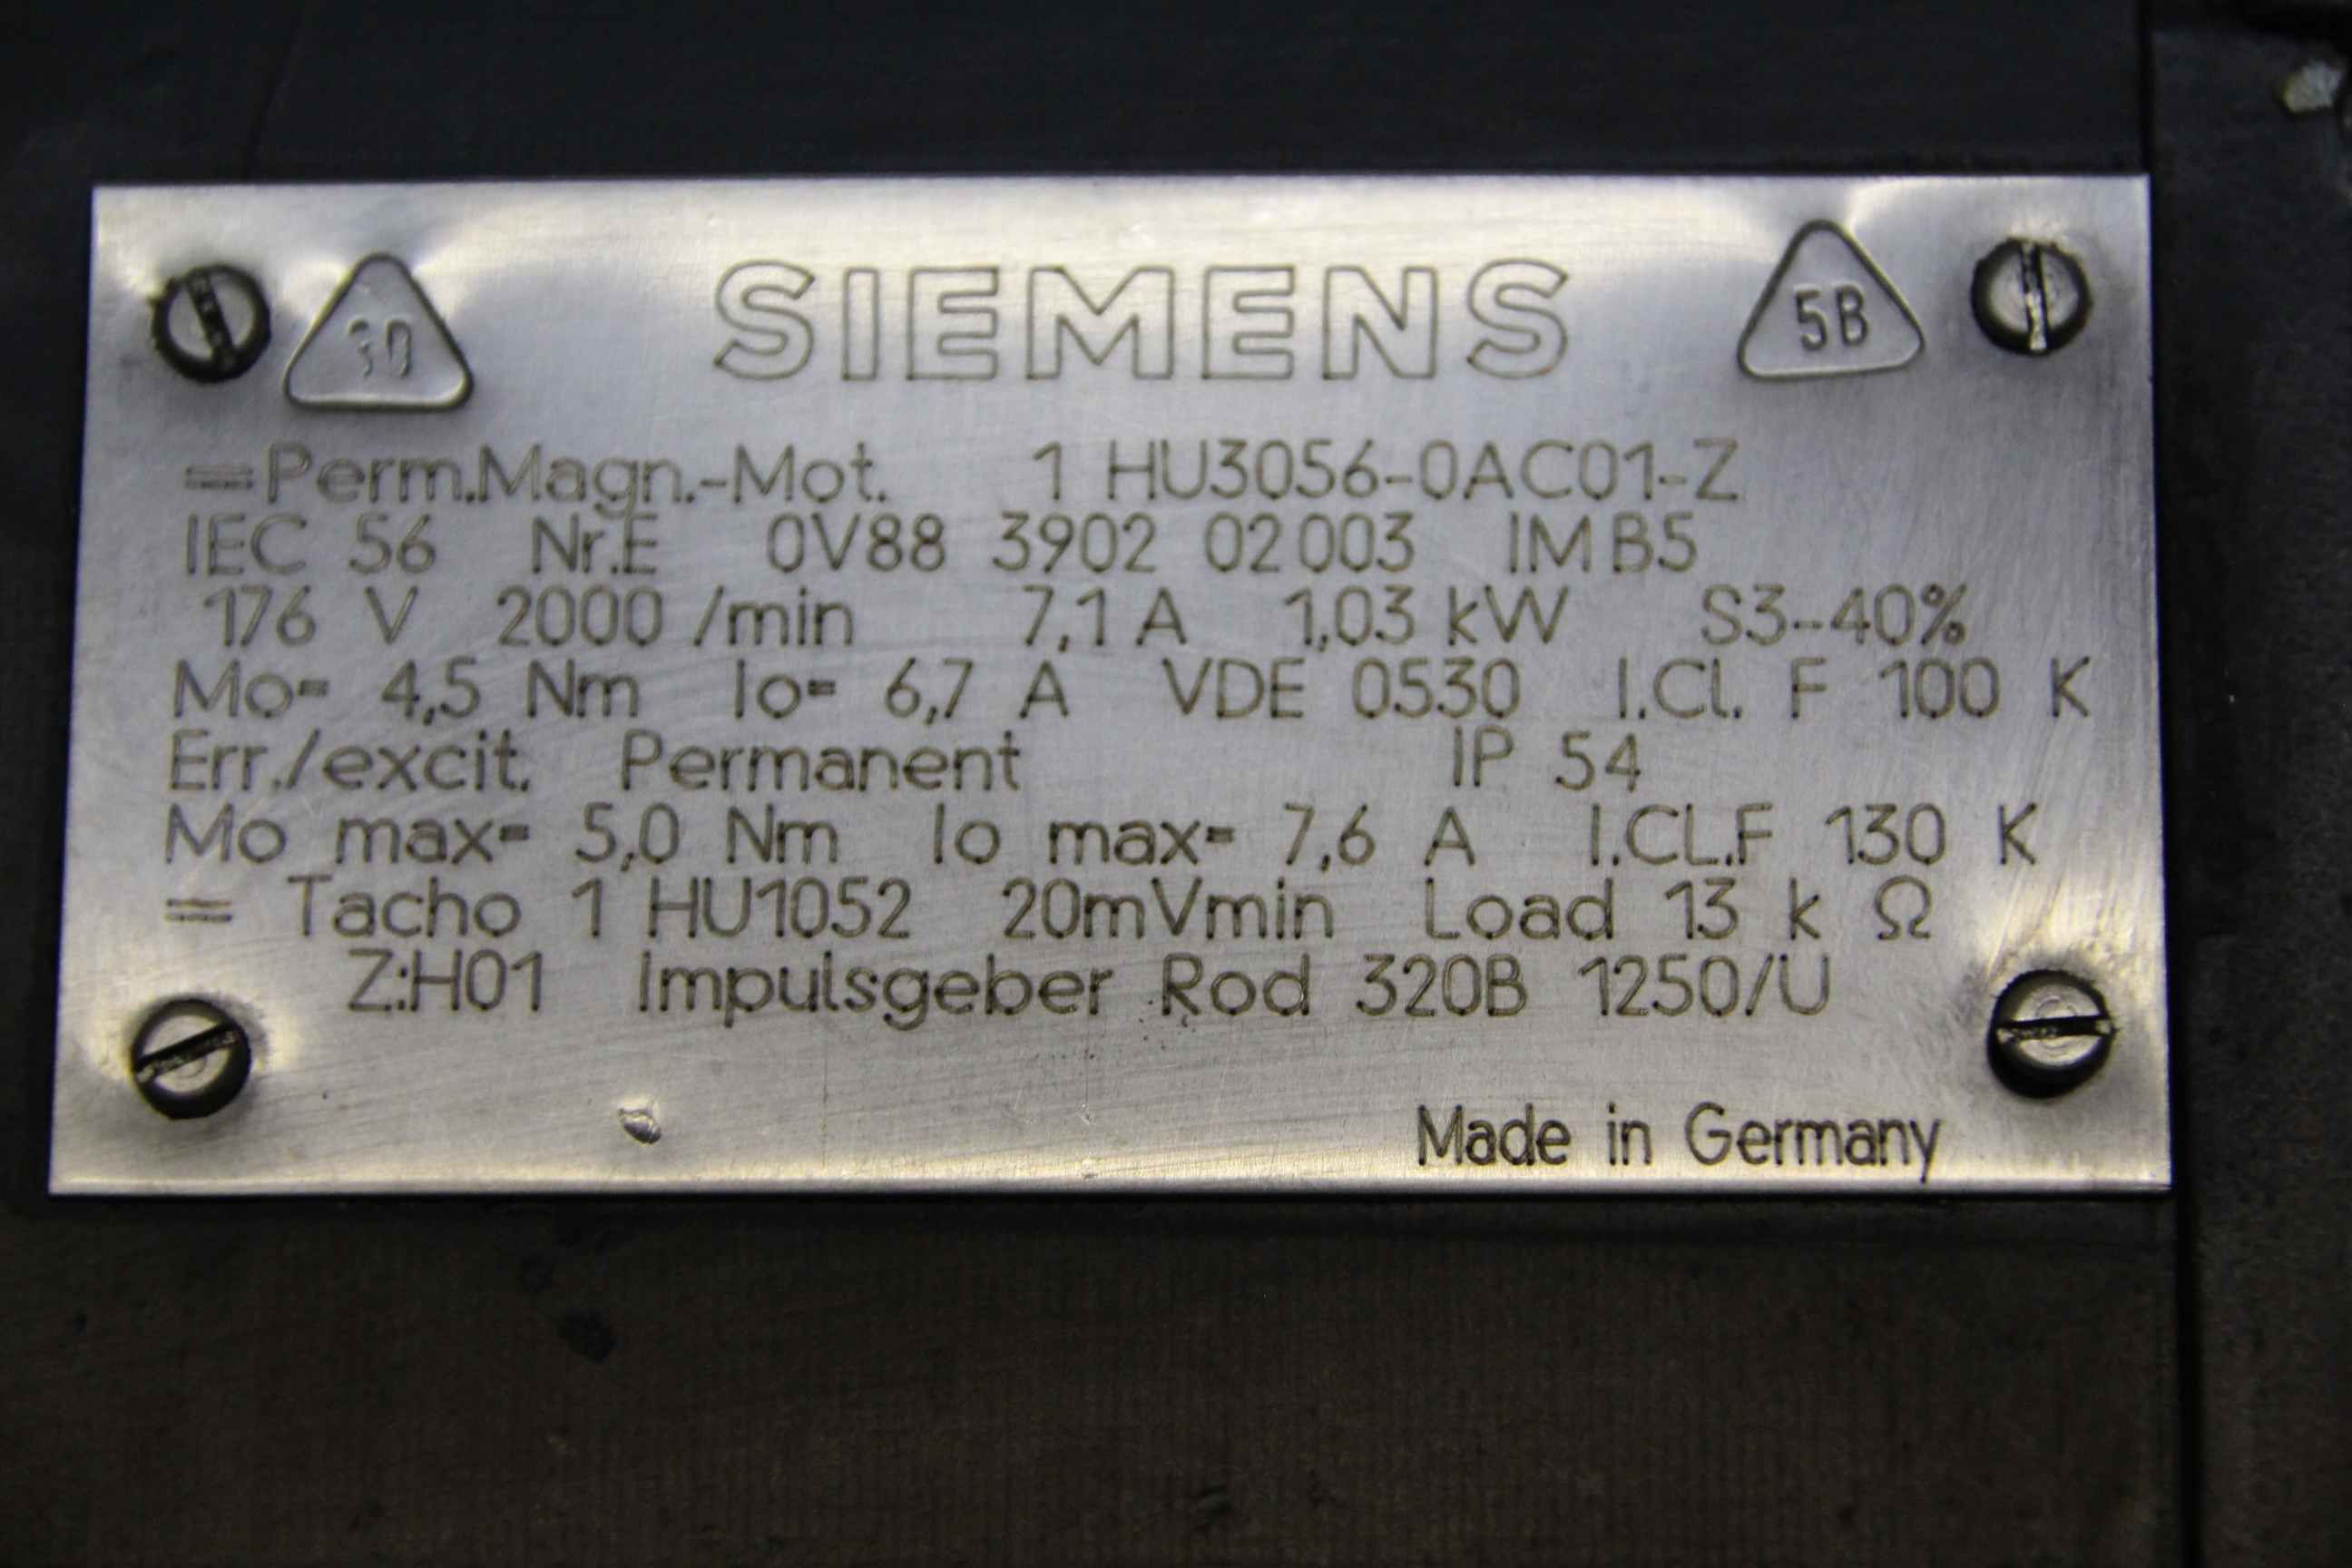 SIEMENS
5B
=Perm.Magn.-Mot. 1 HU3056-0AC01-Z
IEC 56 Nr.E 0V88 3902 02003 IMB5
176 V 2000 /min 7,1 A 1,03 kW S3-40%
Mo= 4,5 Nm Io= 6,7 A VDE 0530 I.Cl. F 100 K
Err./excit. Permanent IP 54
Mo max= 5,0 Nm Io max= 7,6 A I.CL.F 130 K
= Tacho 1 HU1052 20mVmin Load 13 k Ω
Z:H01 Impulsgeber Rod 320B 1250/U
Made in Germany